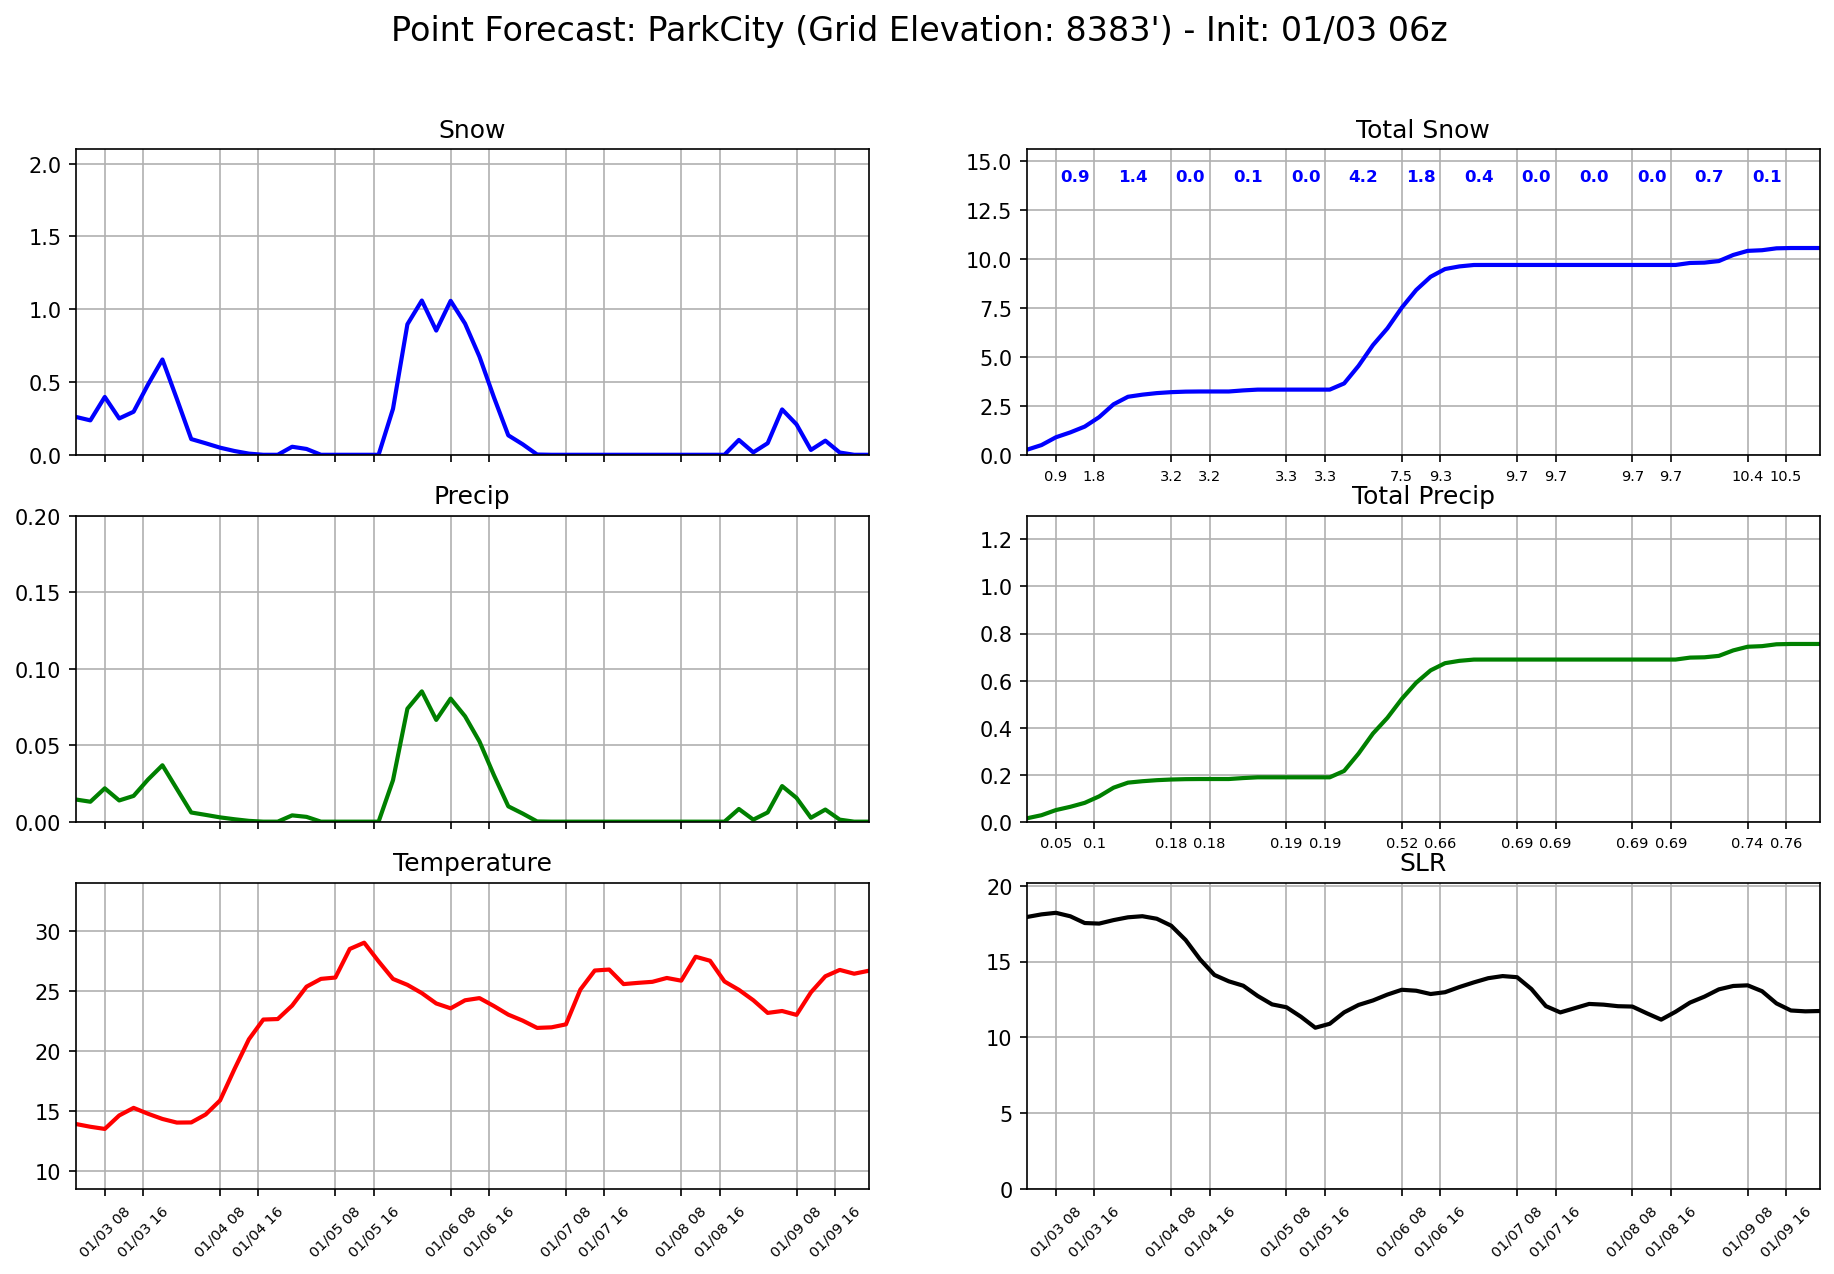 Point Forecast: ParkCity (Grid Elevation: 8383') - Init: 01/03 06z
Snow
2.0
1.5
1.0
0.5
0.0
Total Snow
15.0
12.5
10.0
7.5
5.0
2.5
0.0
0.9 1.4 0.0 0.1 0.0 4.2 1.8 0.4 0.0 0.0 0.0 0.7 0.1
0.9 1.8 3.2 3.2 3.3 3.3 7.5 9.3 9.7 9.7 9.7 9.7 10.4 10.5
Precip
0.20
0.15
0.10
0.05
0.00
Total Precip
1.2
1.0
0.8
0.6
0.4
0.2
0.0
0.05 0.1 0.18 0.18 0.19 0.19 0.52 0.66 0.69 0.69 0.69 0.69 0.74 0.76
Temperature
30
25
20
15
10
01/03 08 01/03 16 01/04 08 01/04 16 01/05 08 01/05 16 01/06 08 01/06 16 01/07 08 01/07 16 01/08 08 01/08 16 01/09 08 01/09 16
SLR
20
15
10
5
0
01/03 08 01/03 16 01/04 08 01/04 16 01/05 08 01/05 16 01/06 08 01/06 16 01/07 08 01/07 16 01/08 08 01/08 16 01/09 08 01/09 16